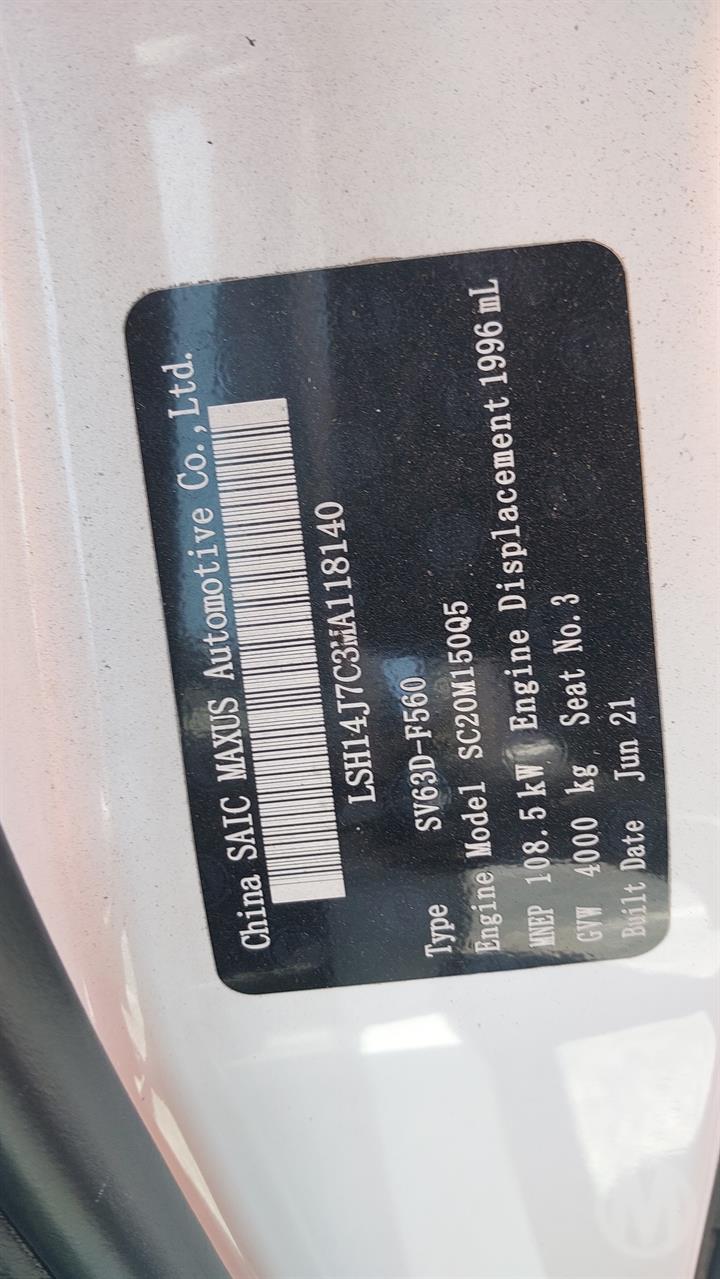 China SAIC MAXUS Automotive Co.,Ltd.
LSH14J7C3MA118140
Type SV63D-F560
Engine Model SC20M150Q5
MNEP 108.5 kW Engine Displacement 1996 mL
GVW 4000 kg Seat No.3
Built Date Jun 21
M